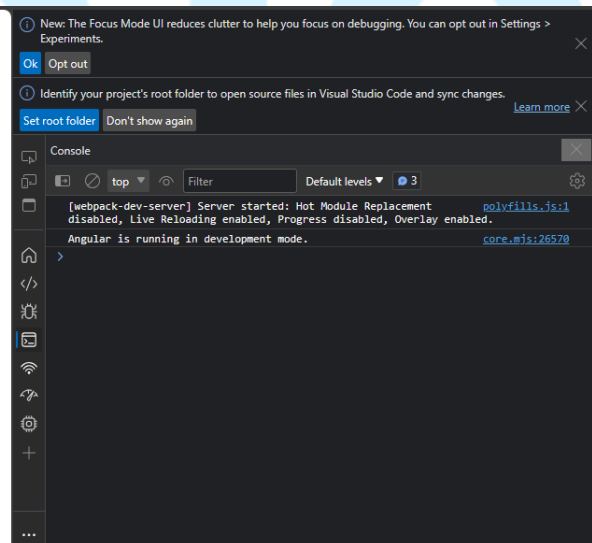 New: The Focus Mode UI reduces clutter to help you focus on debugging. You can opt out in Settings >
Experiments.
Ok Opt out
Identify your project's root folder to open source files in Visual Studio Code and sync changes.
Learn more
Set root folder Don't show again
Console
top Filter Default levels 3
[webpack-dev-server] Server started: Hot Module Replacement polyfills.js:1
disabled, Live Reloading enabled, Progress disabled, Overlay enabled.
Angular is running in development mode. core.mjs:26570
>